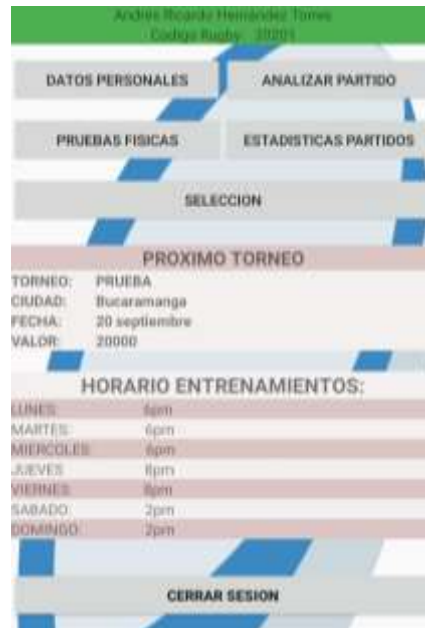 Andrés Ricardo Hernández Torres
Codigo Rugby: 20201
DATOS PERSONALES
ANALIZAR PARTIDO
PRUEBAS FISICAS
ESTADISTICAS PARTIDOS
SELECCION
PROXIMO TORNEO
TORNEO: PRUEBA
CIUDAD: Bucaramanga
FECHA: 20 septiembre
VALOR: 20000
HORARIO ENTRENAMIENTOS:
LUNES: 6pm
MARTES: 6pm
MIERCOLES: 6pm
JUEVES 8pm
VIERNES: 8pm
SABADO: 2pm
DOMINGO: 2pm
CERRAR SESION